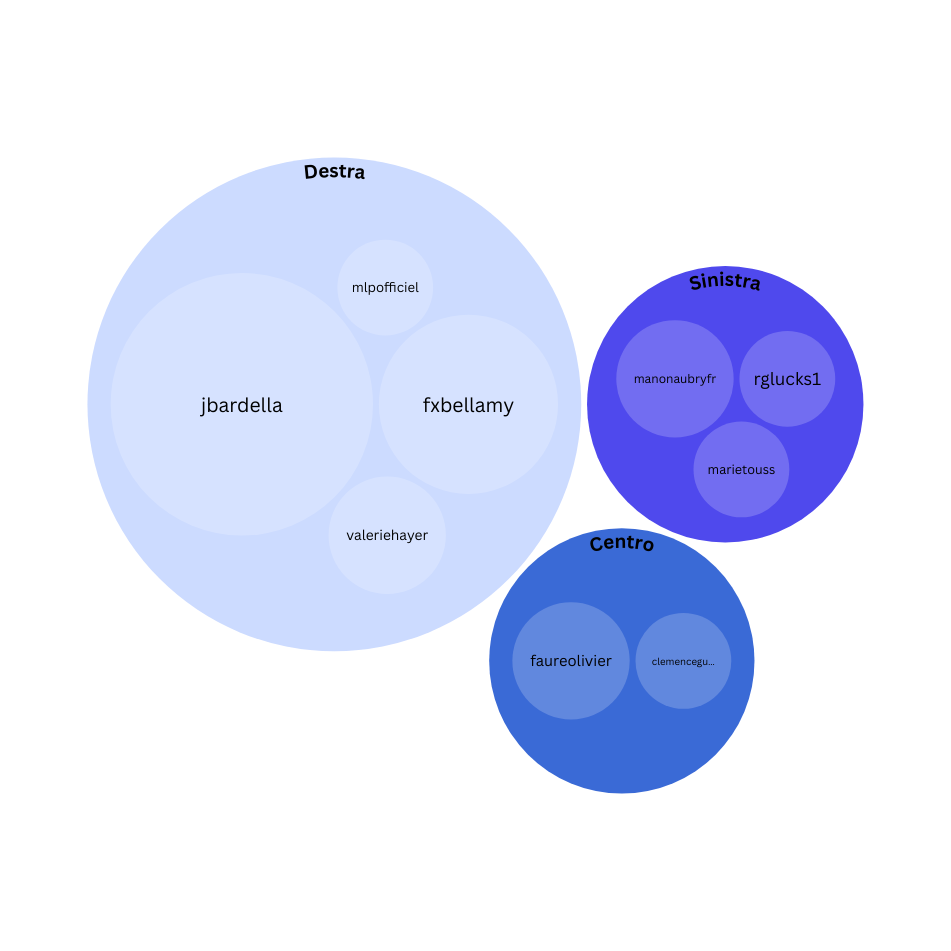 Destra
mlpofficiel
jbardella
fxbellamy
valeriehayer
Sinistra
manonaubryfr
rglucks1
marietouss
Centro
faureolivier
clemencegu...